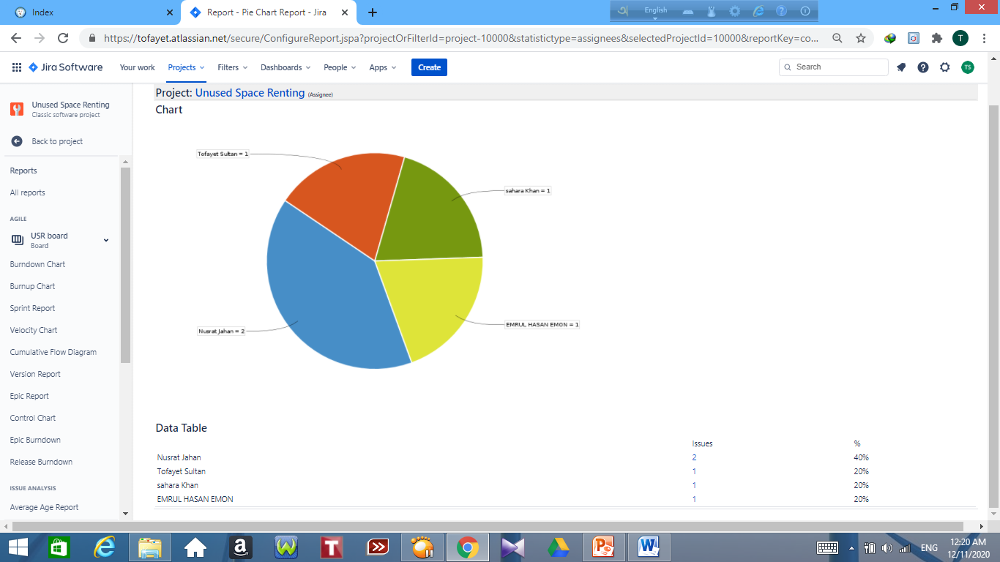 Index
Report - Pie Chart Report - Jira
English
https://tofayet.atlassian.net/secure/ConfigureReport.jspa?projectOrFilterId=project-10000&statistictype=assignees&selectedProjectId=10000&reportKey=co...
T
Jira Software
Your work
Projects
Filters
Dashboards
People
Apps
Create
Search
TS
Unused Space Renting
Classic software project
Back to project
Reports
All reports
AGILE
USR board
Board
Burndown Chart
Burnup Chart
Sprint Report
Velocity Chart
Cumulative Flow Diagram
Version Report
Epic Report
Control Chart
Epic Burndown
Release Burndown
ISSUE ANALYSIS
Average Age Report
Project: Unused Space Renting (Assignee)
Chart
Tofayet Sultan = 1
sahara Khan = 1
EMRUL HASAN EMON = 1
Nusrat Jahan = 2
Data Table
Issues %
Nusrat Jahan 2 40%
Tofayet Sultan 1 20%
sahara Khan 1 20%
EMRUL HASAN EMON 1 20%
ENG
12:20 AM
12/11/2020